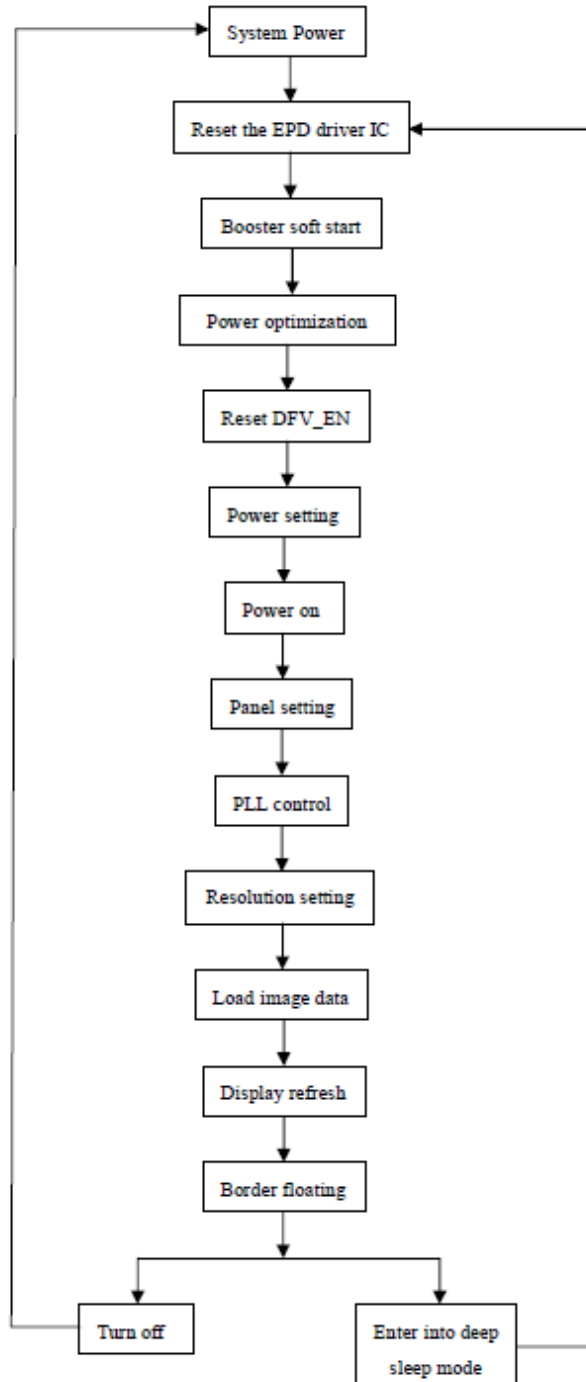 System Power
Reset the EPD driver IC
Booster soft start
Power optimization
Reset DFV_EN
Power setting
Power on
Panel setting
PLL control
Resolution setting
Load image data
Display refresh
Border floating
Turn off
Enter into deep
sleep mode